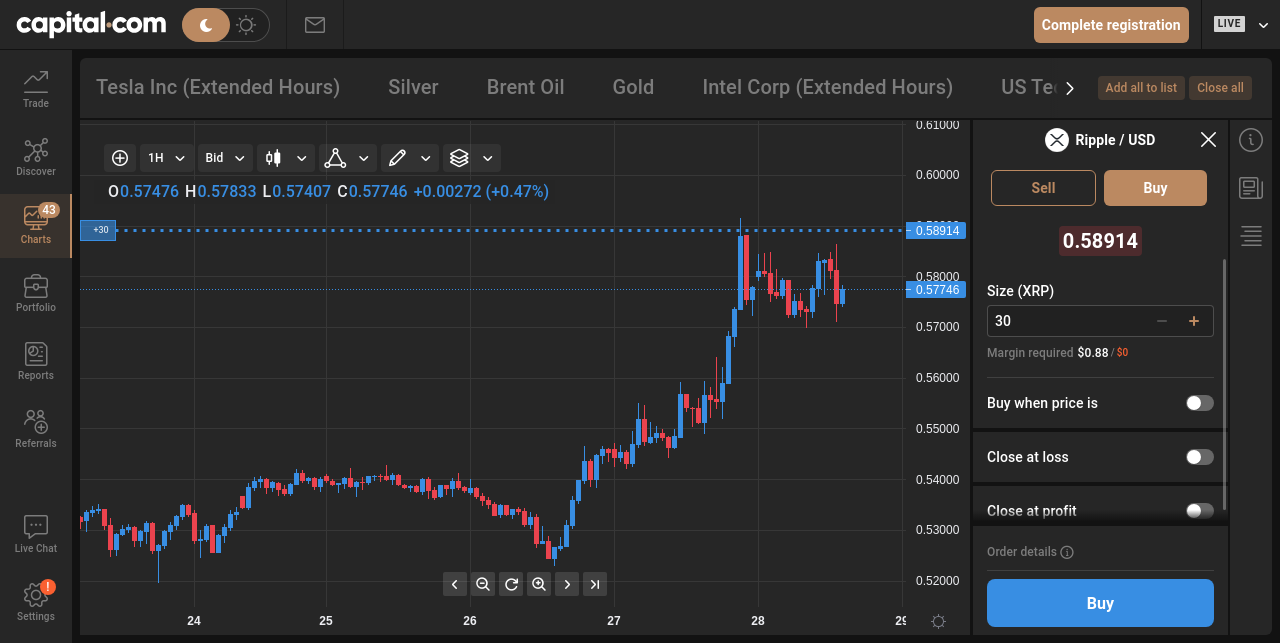 capital.com
Complete registration
LIVE
Trade
Discover
43
Charts
Portfolio
Reports
Referrals
Live Chat
!
Settings
Tesla Inc (Extended Hours) Silver Brent Oil Gold Intel Corp (Extended Hours) US Te
Add all to list Close all
1H Bid
O0.57476 H0.57833 L0.57407 C0.57746 +0.00272 (+0.47%)
+30
0.61000
0.60000
0.58914
0.58000
0.57746
0.57000
0.56000
0.55000
0.54000
0.53000
0.52000
24 25 26 27 28 29
Ripple / USD
Sell Buy
0.58914
Size (XRP)
30
Margin required $0.88 / $0
Buy when price is
Close at loss
Close at profit
Order details
Buy